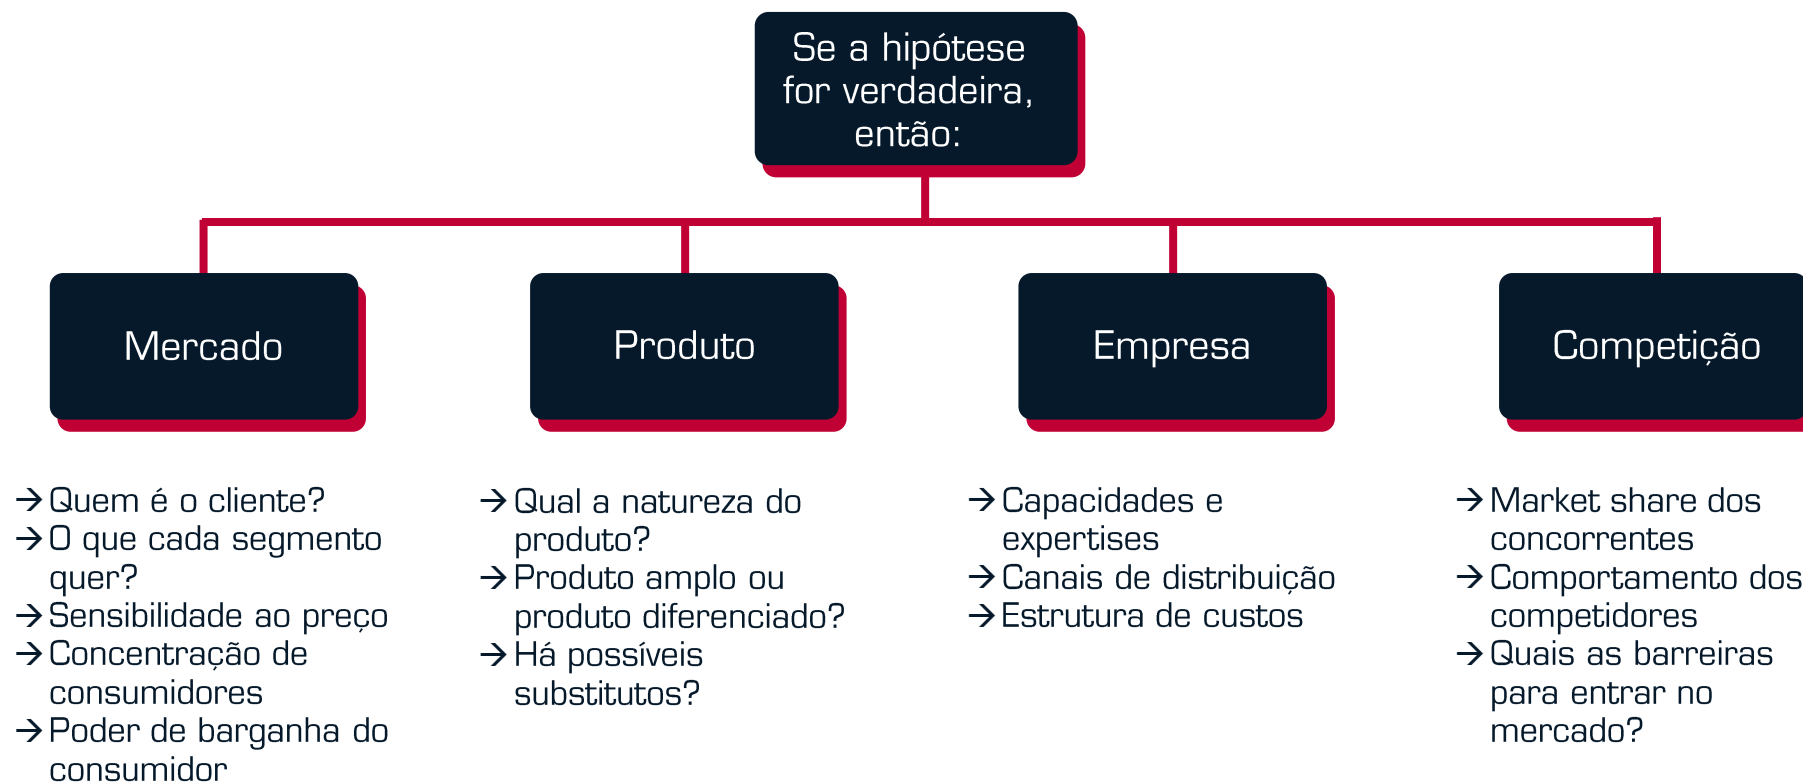 Se a hipótese
for verdadeira,
então:
Mercado
Produto
Empresa
Competição
→ Quem é o cliente?
→ O que cada segmento
quer?
→ Sensibilidade ao preço
→ Concentração de
consumidores
→ Poder de barganha do
consumidor
→ Qual a natureza do
produto?
→ Produto amplo ou
produto diferenciado?
→ Há possíveis
substitutos?
→ Capacidades e
expertises
→ Canais de distribuição
→ Estrutura de custos
→ Market share dos
concorrentes
→ Comportamento dos
competidores
→ Quais as barreiras
para entrar no
mercado?